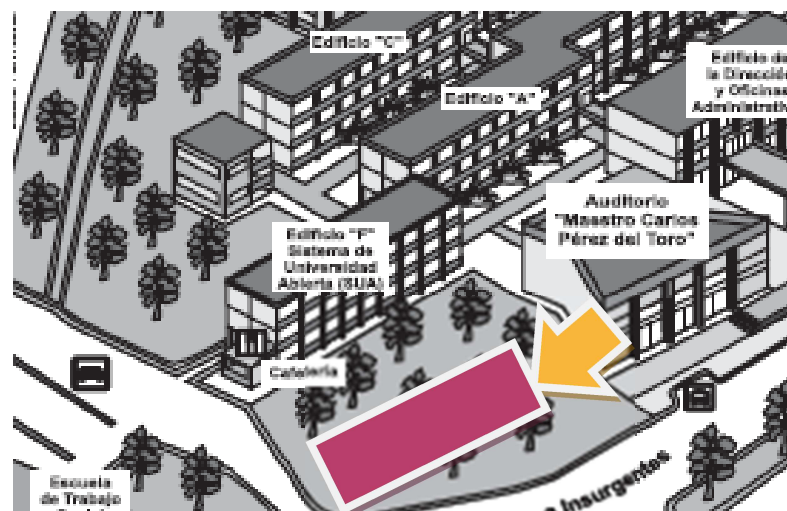 Edificio "C"
Edificio "A"
Edificio de
la Direcció
y Oficinas
Administrativ
Auditorio
"Maestro Carlos
Pérez del Toro"
Edificio "F"
Sistema de
Universidad
Abierta (SUA)
Cafetería
Insurgentes
Escuela
de Trabajo